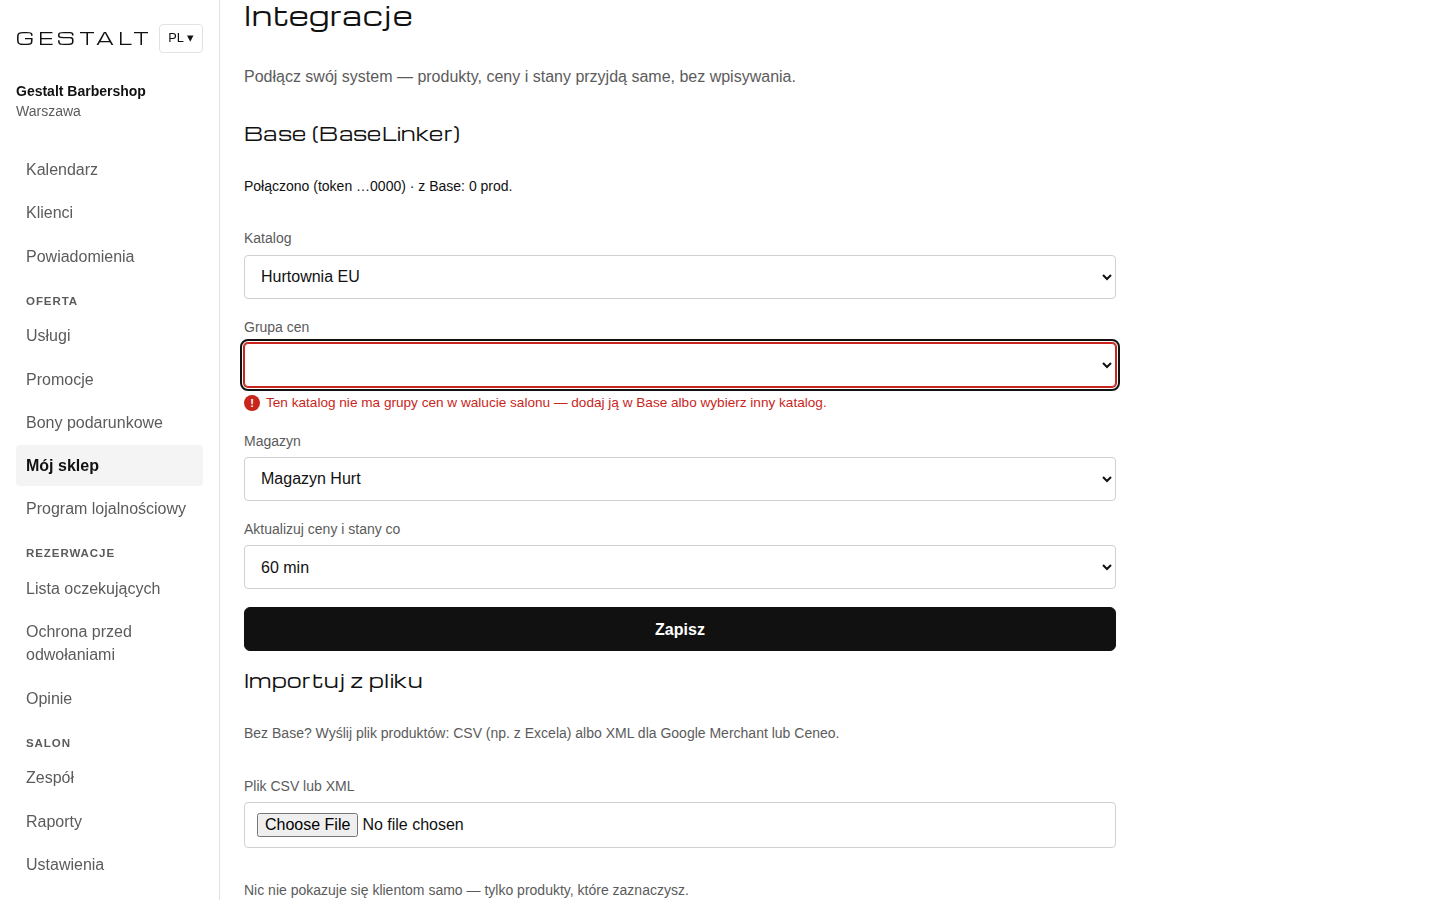 GESTALT
PL ▾
Gestalt Barbershop
Warszawa
Kalendarz
Klienci
Powiadomienia
OFERTA
Usługi
Promocje
Bony podarunkowe
Mój sklep
Program lojalnościowy
REZERWACJE
Lista oczekujących
Ochrona przed
odwołaniami
Opinie
SALON
Zespół
Raporty
Ustawienia
Integracje
Podłącz swój system — produkty, ceny i stany przyjdą same, bez wpisywania.
Base (BaseLinker)
Połączono (token …0000) · z Base: 0 prod.
Katalog
Hurtownia EU
Grupa cen
! Ten katalog nie ma grupy cen w walucie salonu — dodaj ją w Base albo wybierz inny katalog.
Magazyn
Magazyn Hurt
Aktualizuj ceny i stany co
60 min
Zapisz
Importuj z pliku
Bez Base? Wyślij plik produktów: CSV (np. z Excela) albo XML dla Google Merchant lub Ceneo.
Plik CSV lub XML
Choose File No file chosen
Nic nie pokazuje się klientom samo — tylko produkty, które zaznaczysz.